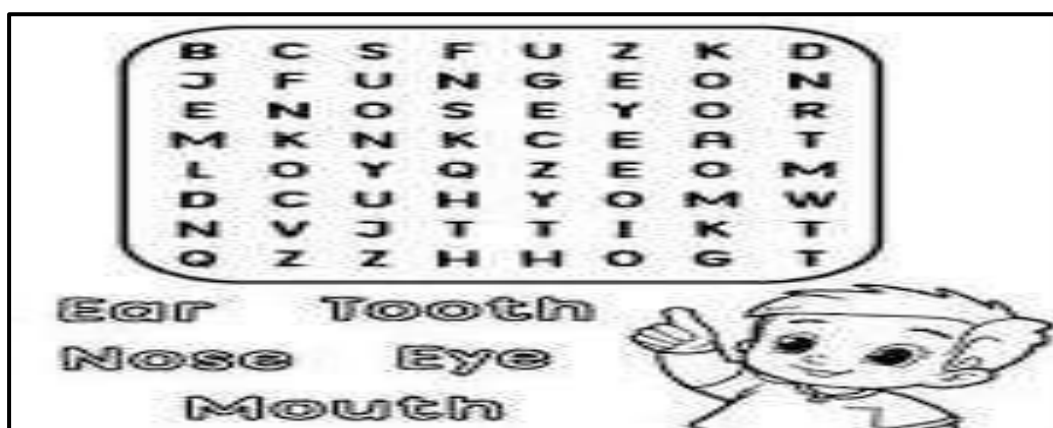 B C S F U Z K D
J F U N G E O N
E N O S E Y O R
M K N K C E A T
L O Y Q Z E O M
D C U H Y O M W
N V J T T I K T
Q Z Z H H O G T
Ear Tooth
Nose Eye
Mouth